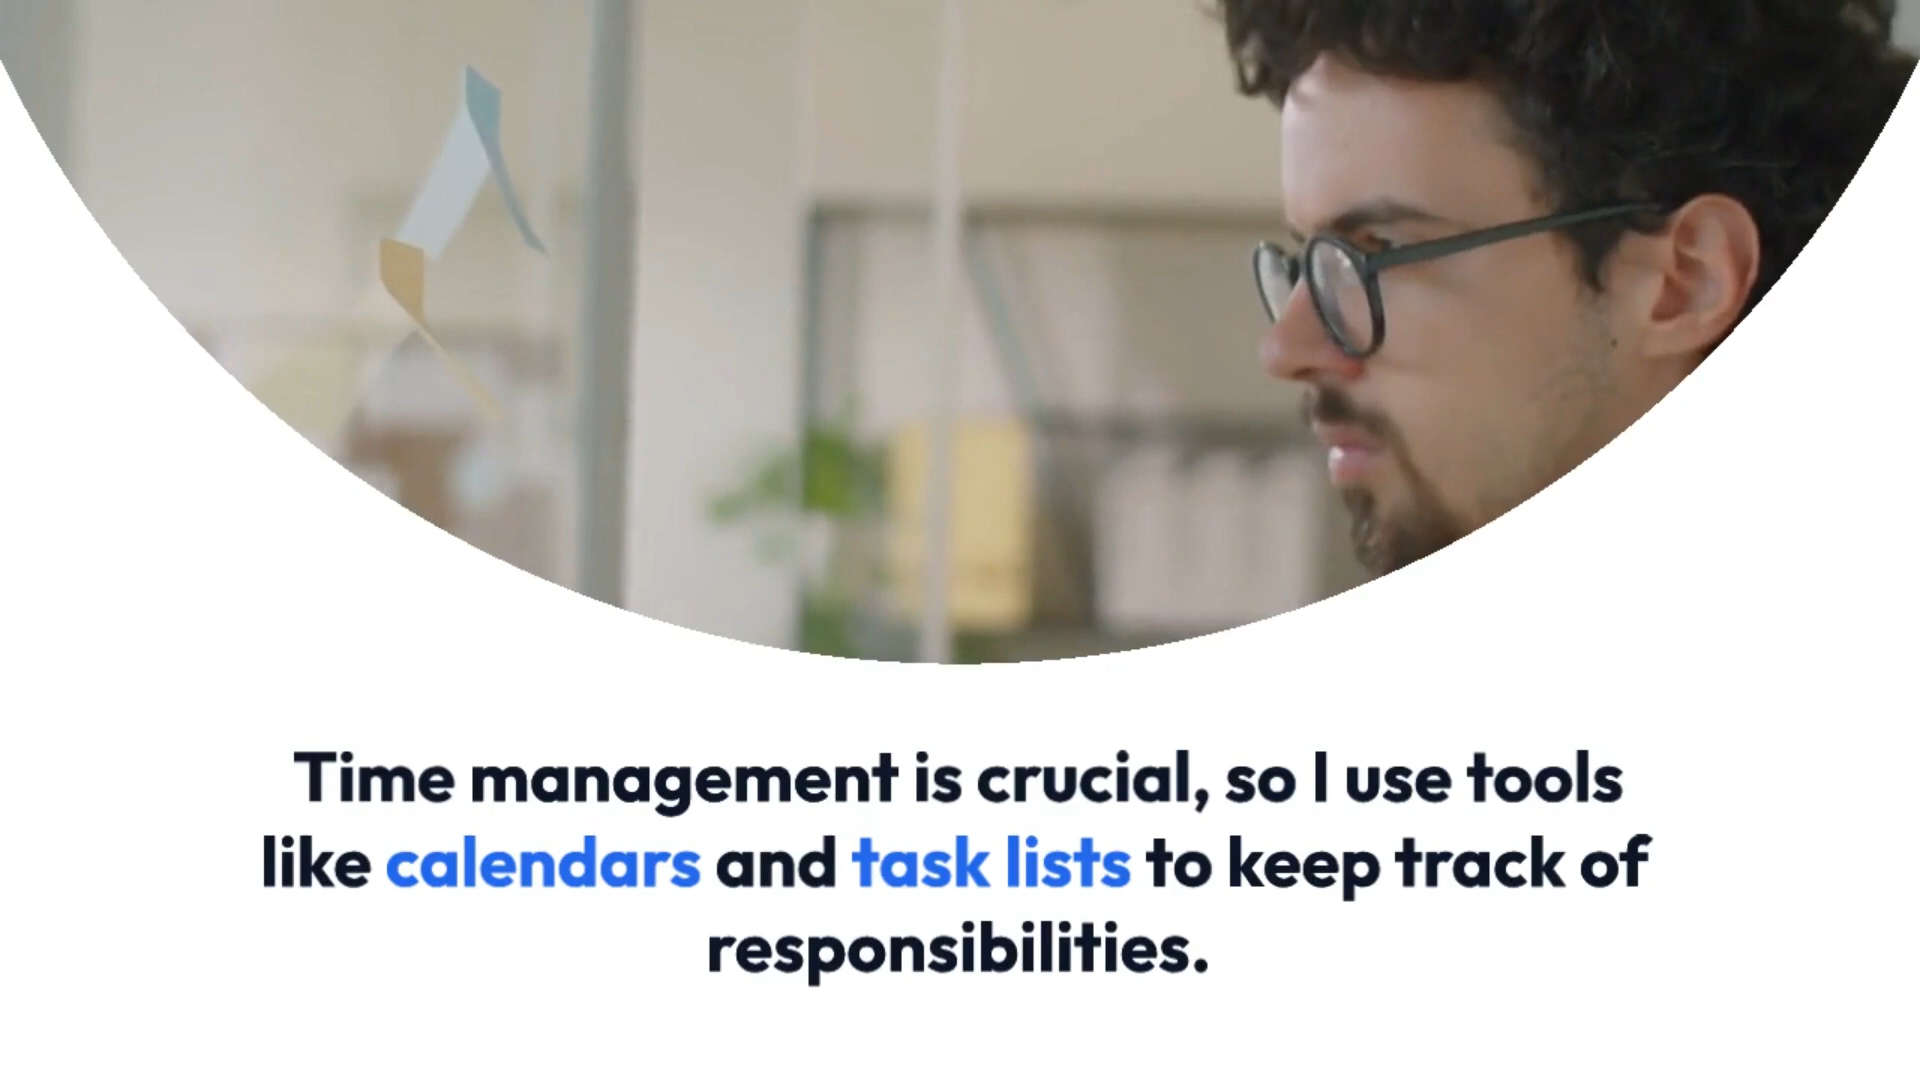 Time management is crucial, so I use tools
like calendars and task lists to keep track of
responsibilities.